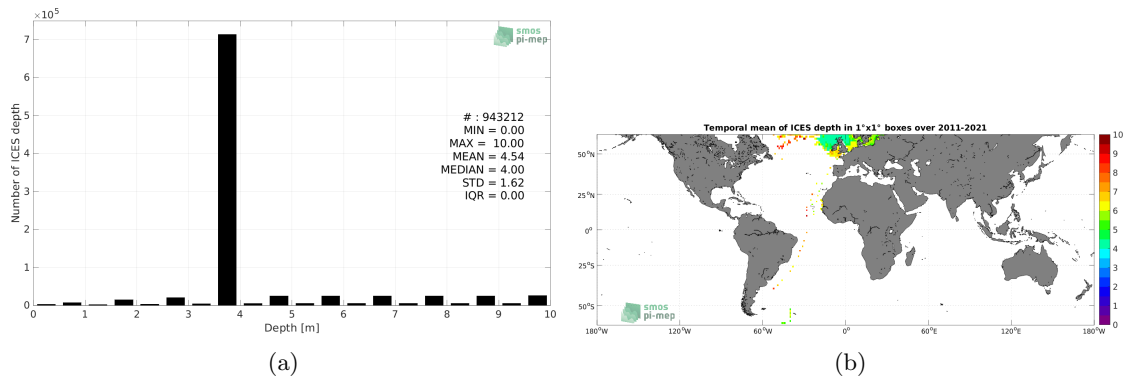 ×10⁵
7
6
5
4
3
2
1
0
Number of ICES depth
smos
pi-mep
# : 943212
MIN = 0.00
MAX = 10.00
MEAN = 4.54
MEDIAN = 4.00
STD = 1.62
IQR = 0.00
0 1 2 3 4 5 6 7 8 9 10
Depth [m]
(a)
Temporal mean of ICES depth in 1°x1° boxes over 2011-2021
50°N
25°N
0°
25°S
50°S
smos
pi-mep
180°W 120°W 60°W 0° 60°E 120°E 180°E
10
9
8
7
6
5
4
3
2
1
0
(b)